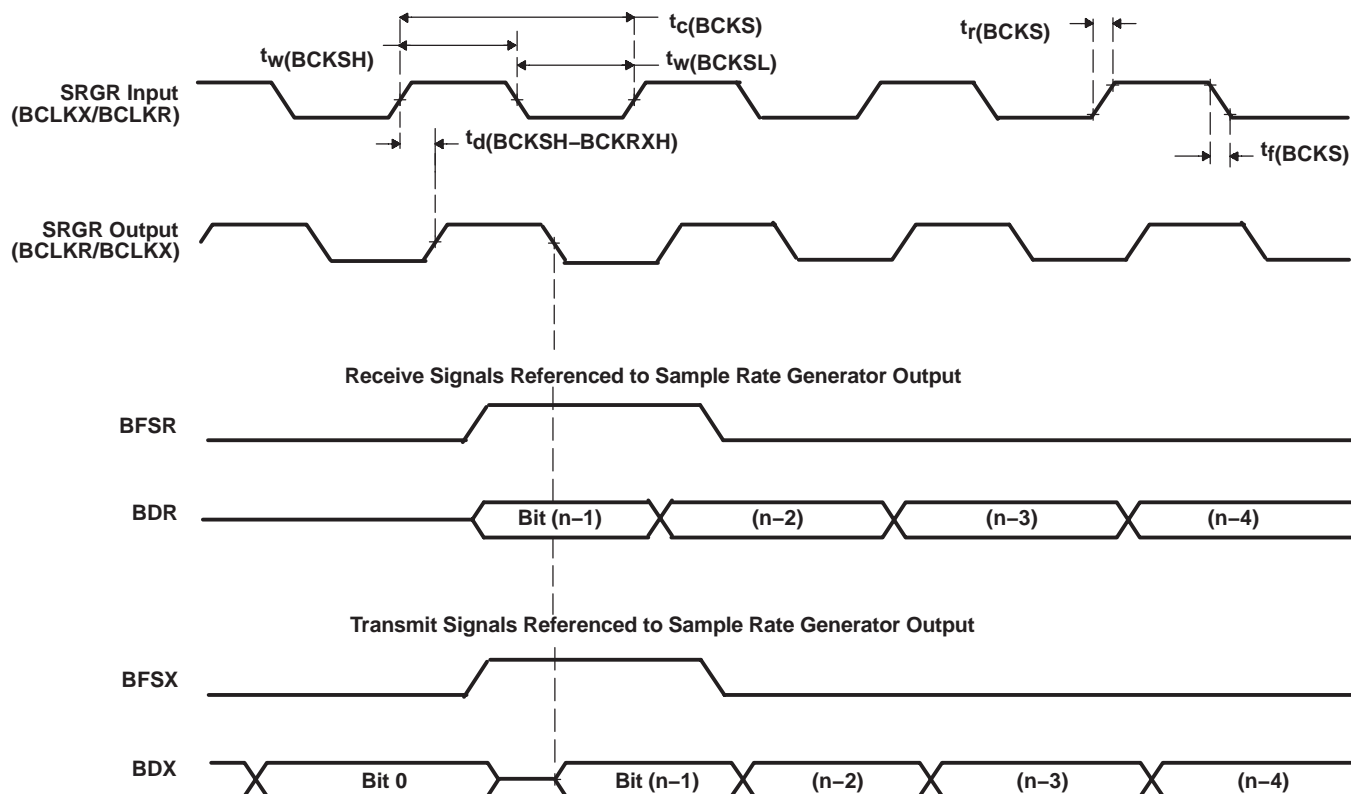 tc(BCKS)
tr(BCKS)
tw(BCKSH)
tw(BCKSL)
SRGR Input
(BCLKX/BCLKR)
td(BCKSH–BCKRXH)
tf(BCKS)
SRGR Output
(BCLKR/BCLKX)
Receive Signals Referenced to Sample Rate Generator Output
BFSR
BDR Bit (n–1) (n–2) (n–3) (n–4)
Transmit Signals Referenced to Sample Rate Generator Output
BFSX
BDX Bit 0 Bit (n–1) (n–2) (n–3) (n–4)